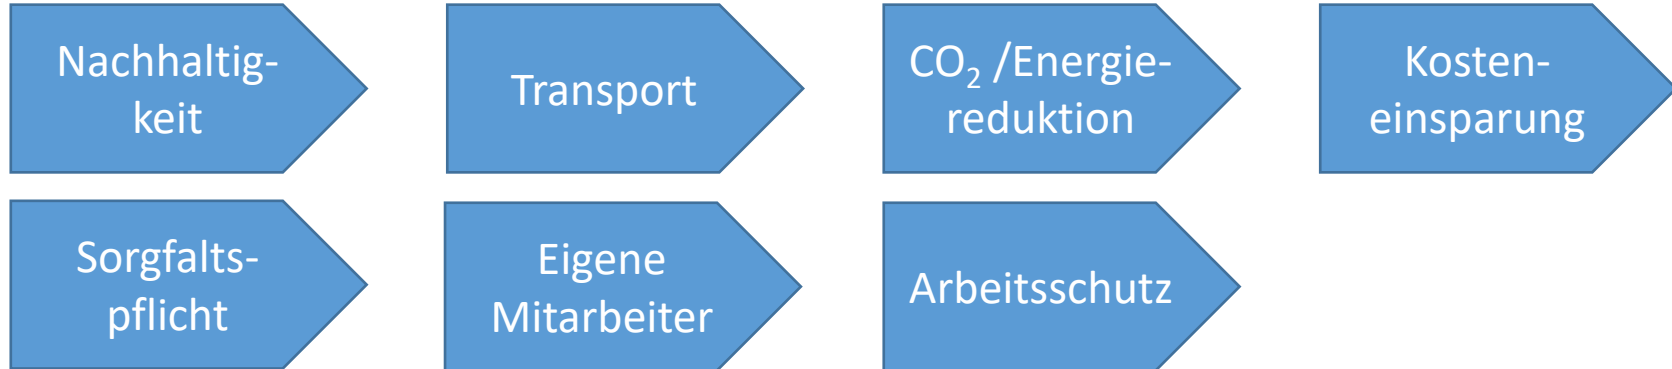 Nachhaltig-
keit
Transport
CO₂ /Energie-
reduktion
Kosten-
einsparung
Sorgfalts-
pflicht
Eigene
Mitarbeiter
Arbeitsschutz